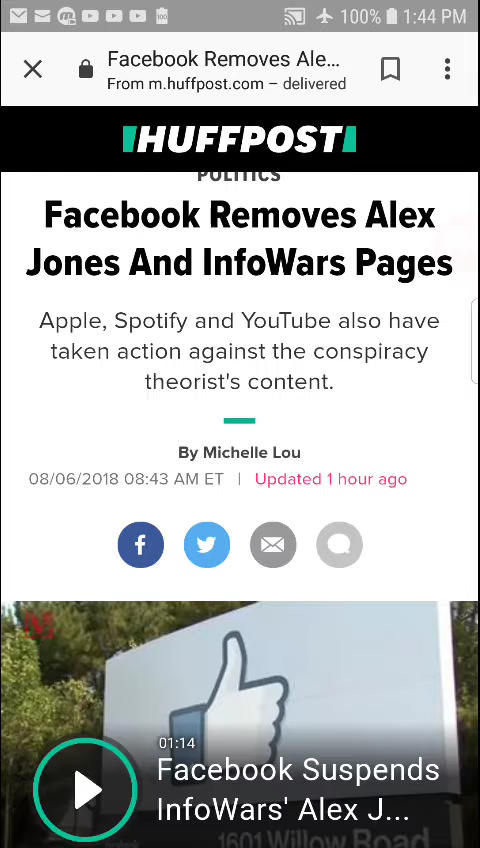 100% 1:44 PM
Facebook Removes Ale...
From m.huffpost.com – delivered
HUFFPOST
POLITICS
Facebook Removes Alex
Jones And InfoWars Pages
Apple, Spotify and YouTube also have
taken action against the conspiracy
theorist's content.
By Michelle Lou
08/06/2018 08:43 AM ET | Updated 1 hour ago
f
01:14
Facebook Suspends
InfoWars' Alex J...
1601 Willow Road